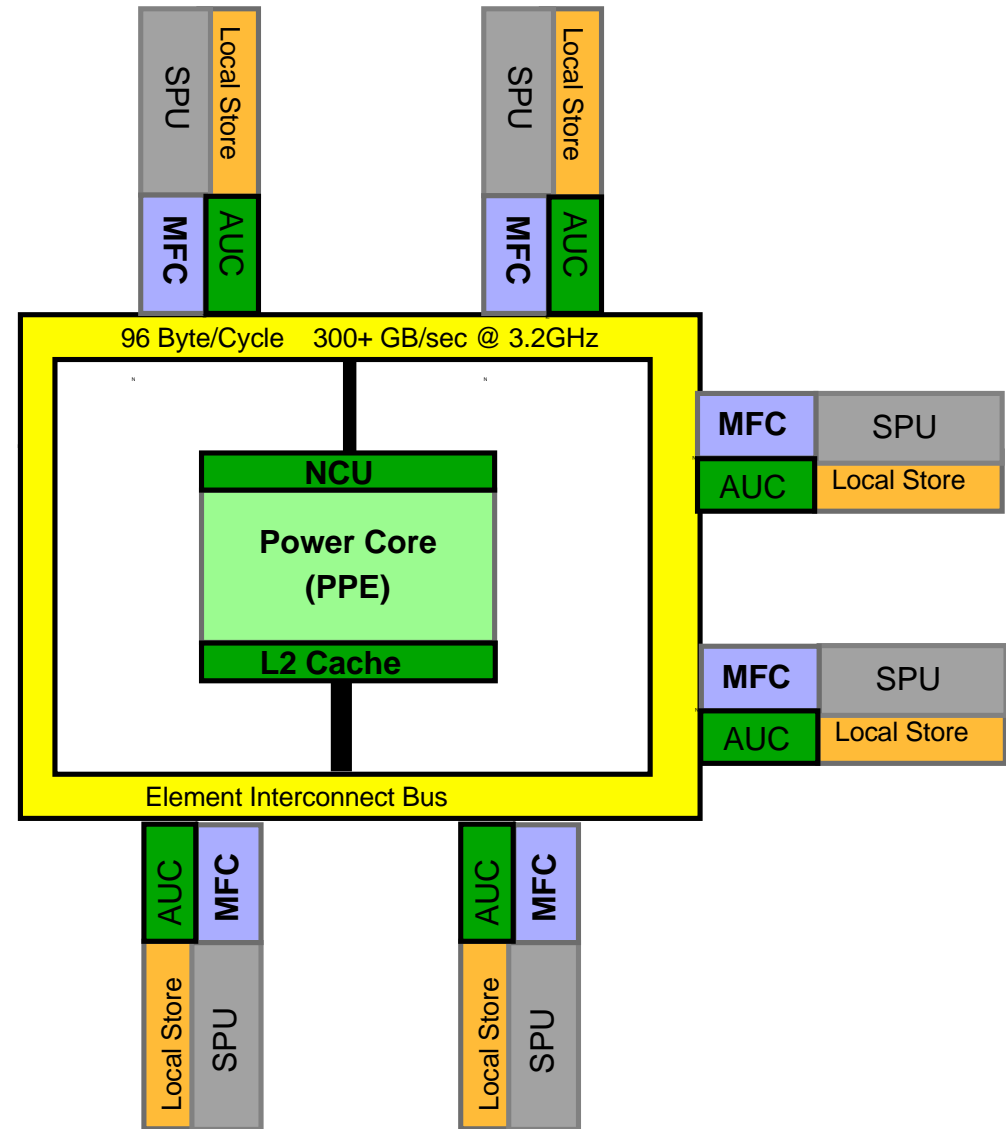 SPU
Local Store
MFC
AUC
SPU
Local Store
MFC
AUC
96 Byte/Cycle 300+ GB/sec @ 3.2GHz
N
N
NCU
Power Core
(PPE)
L2 Cache
MFC
SPU
N
AUC
Local Store
MFC
SPU
N
AUC
Local Store
Element Interconnect Bus
AUC
MFC
Local Store
SPU
AUC
MFC
Local Store
SPU